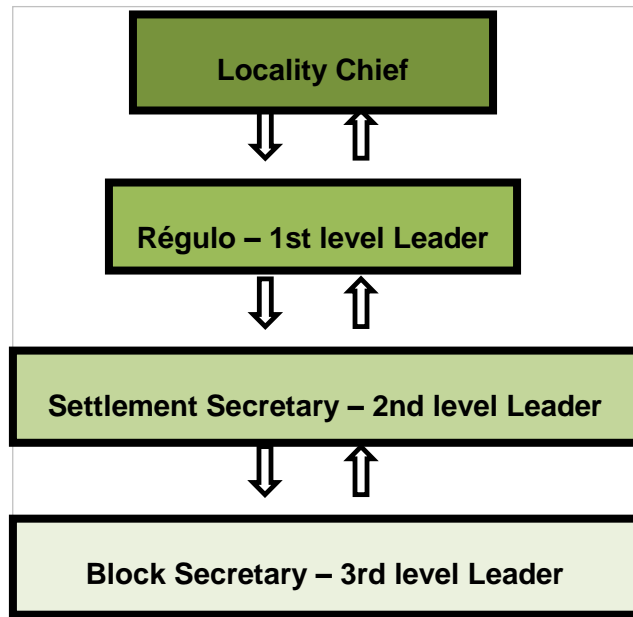 Locality Chief
Régulo – 1st level Leader
Settlement Secretary – 2nd level Leader
Block Secretary – 3rd level Leader